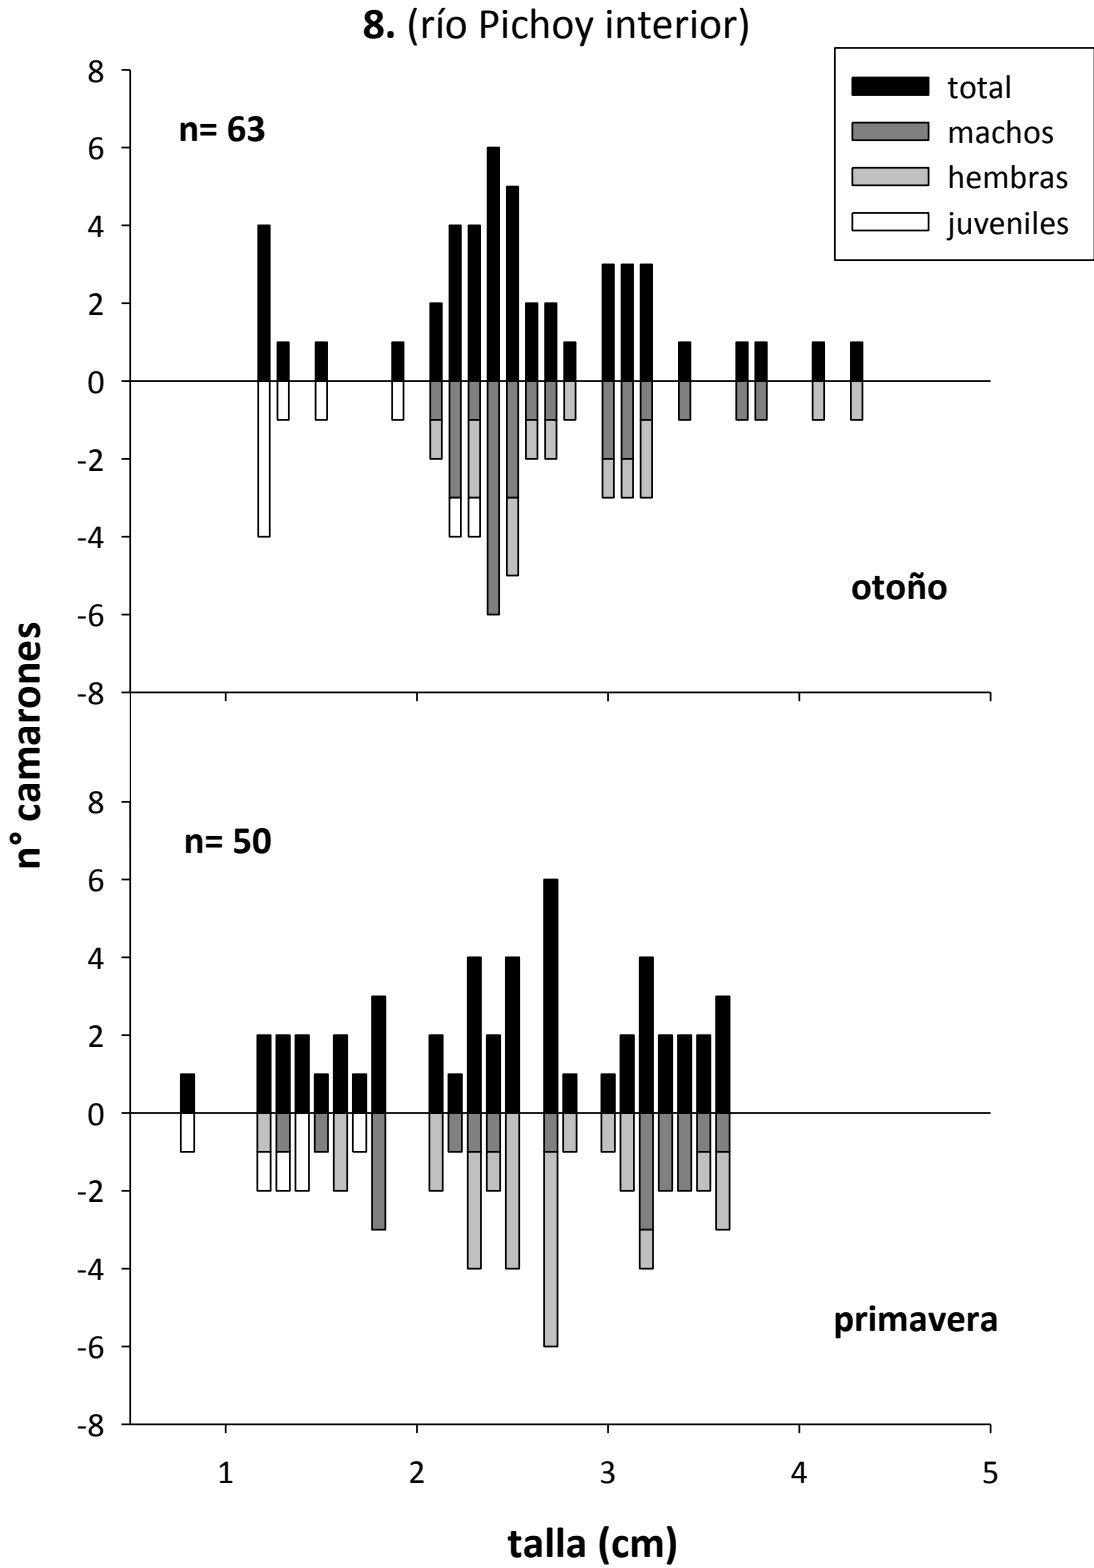 8. (río Pichoy interior)
total
machos
hembras
juveniles
n= 63
8
6
4
2
0
-2
-4
-6
-8
otoño
n° camarones
n= 50
8
6
4
2
0
-2
-4
-6
-8
primavera
1 2 3 4 5
talla (cm)